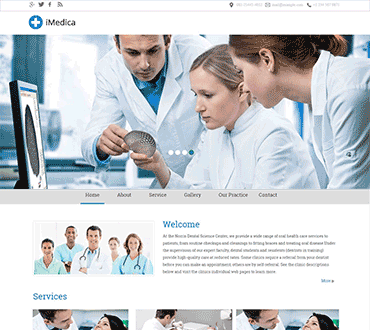 iMedica
Home About Service Gallery Our Practice Contact
Welcome
At the Norco Dental Science Center, we provide a wide range of oral health care services to
patients, from routine checkups and cleanings to fitting braces and treating oral disease. Under
the supervision of our expert faculty, dental students and residents (dentists in training)
provide high-quality care at reduced rates. Some clinics require a referral from your dentist
before you can make an appointment; others are by self-referral. See the clinic descriptions
below and visit the clinics individual web pages to learn more.
More
Services